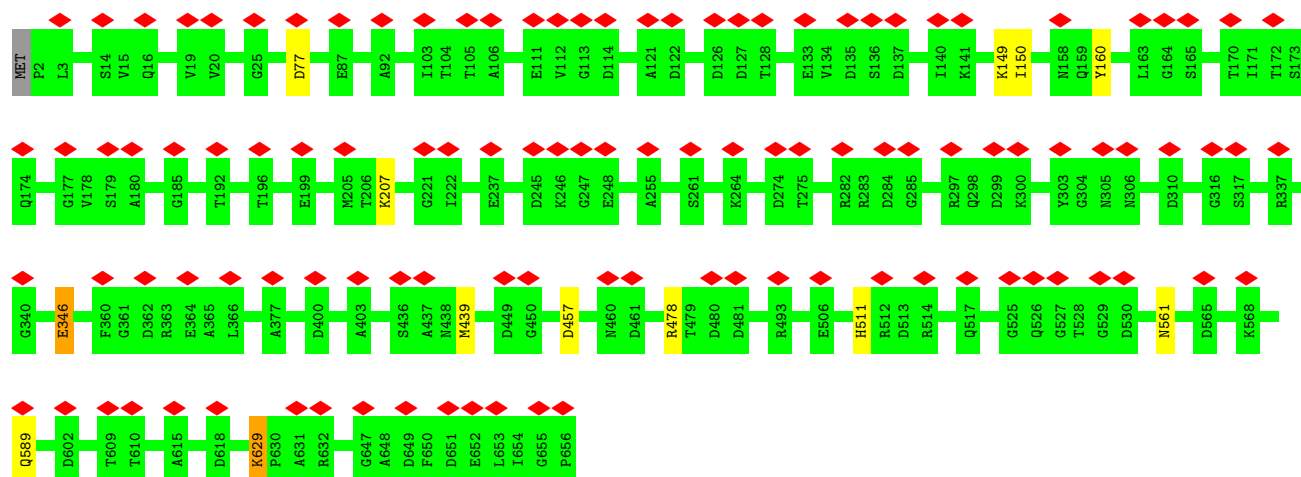 MET P2 L3 S14 V15 Q16 V19 V20 G25 D77 E87 A92 I103 T104 T105 A106 E111 V112 G113 D114 A121 D122 D126 D127 T128 E133 V134 D135 S136 D137 I140 K141 K149 I150 N158 Q159 Y160 L163 G164 S165 T170 I171 T172 S173
Q174 G177 V178 S179 A180 G185 T192 T196 E199 M205 T206 K207 G221 I222 E237 D245 K246 G247 E248 A255 S261 K264 D274 T275 R282 R283 D284 G285 R297 Q298 D299 K300 Y303 G304 N305 N306 D310 G316 S317 R337
G340 E346 F360 G361 D362 R363 E364 A365 L366 A377 D400 A403 S436 A437 N438 M439 D449 G450 D457 N460 D461 R478 T479 D480 D481 R493 E506 H511 R512 D513 R514 Q517 G525 Q526 G527 T528 G529 D530 N561 D565 K568
Q589 D602 T609 T610 A615 D618 K629 P630 A631 R632 G647 A648 D649 F650 D651 E652 L653 I654 G655 P656